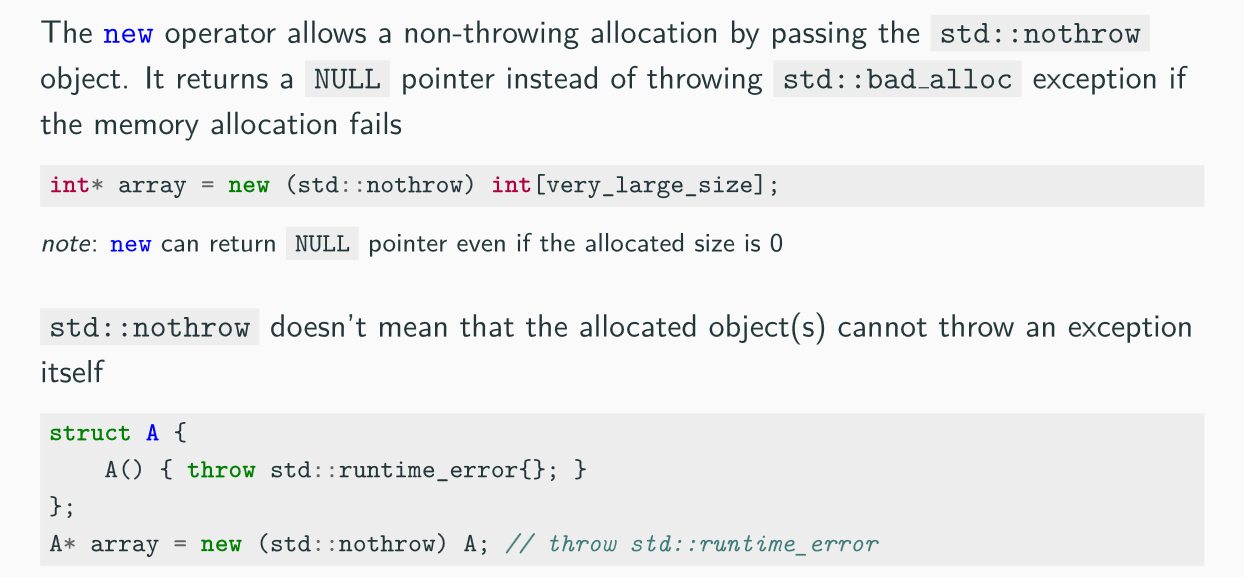 The new operator allows a non-throwing allocation by passing the std::nothrow
object. It returns a NULL pointer instead of throwing std::bad_alloc exception if
the memory allocation fails
int* array = new (std::nothrow) int[very_large_size];
note: new can return NULL pointer even if the allocated size is 0
std::nothrow doesn't mean that the allocated object(s) cannot throw an exception
itself
struct A {
    A() { throw std::runtime_error{}; }
};
A* array = new (std::nothrow) A; // throw std::runtime_error